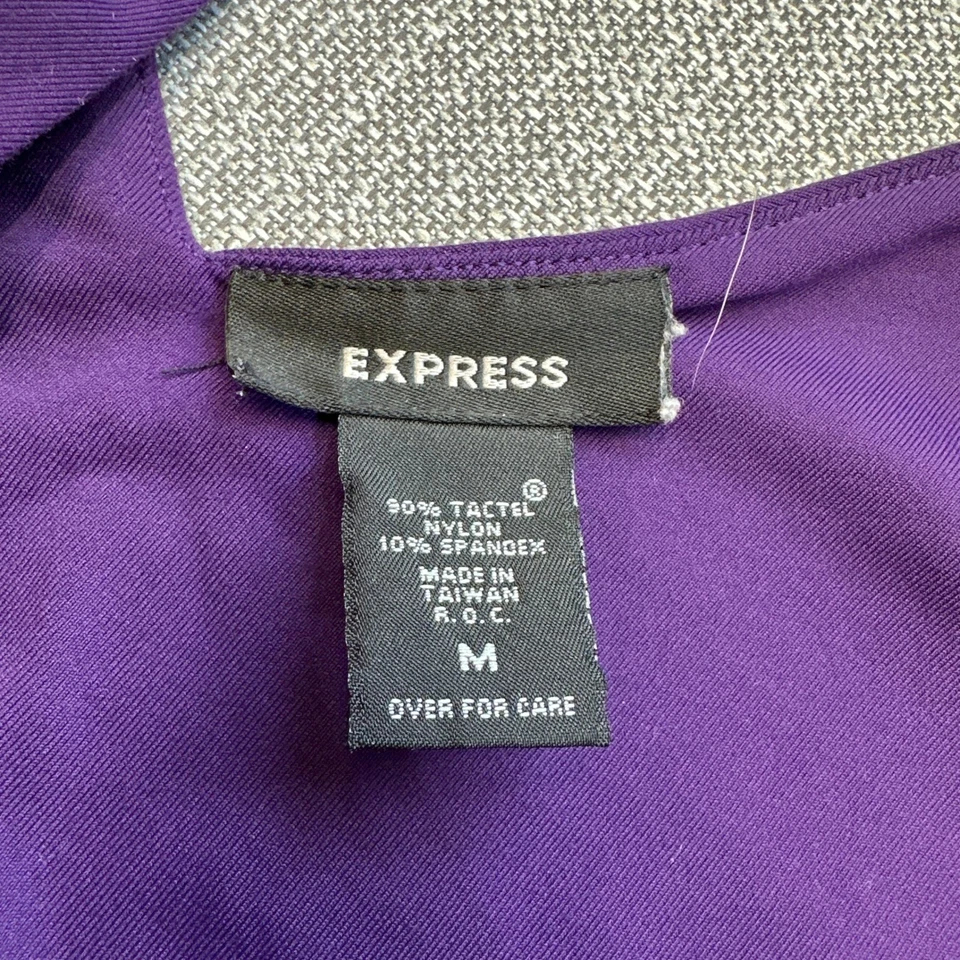 EXPRESS
90% TACTEL®
NYLON
10% SPANDEX
MADE IN
TAIWAN
R.O.C.
M
OVER FOR CARE